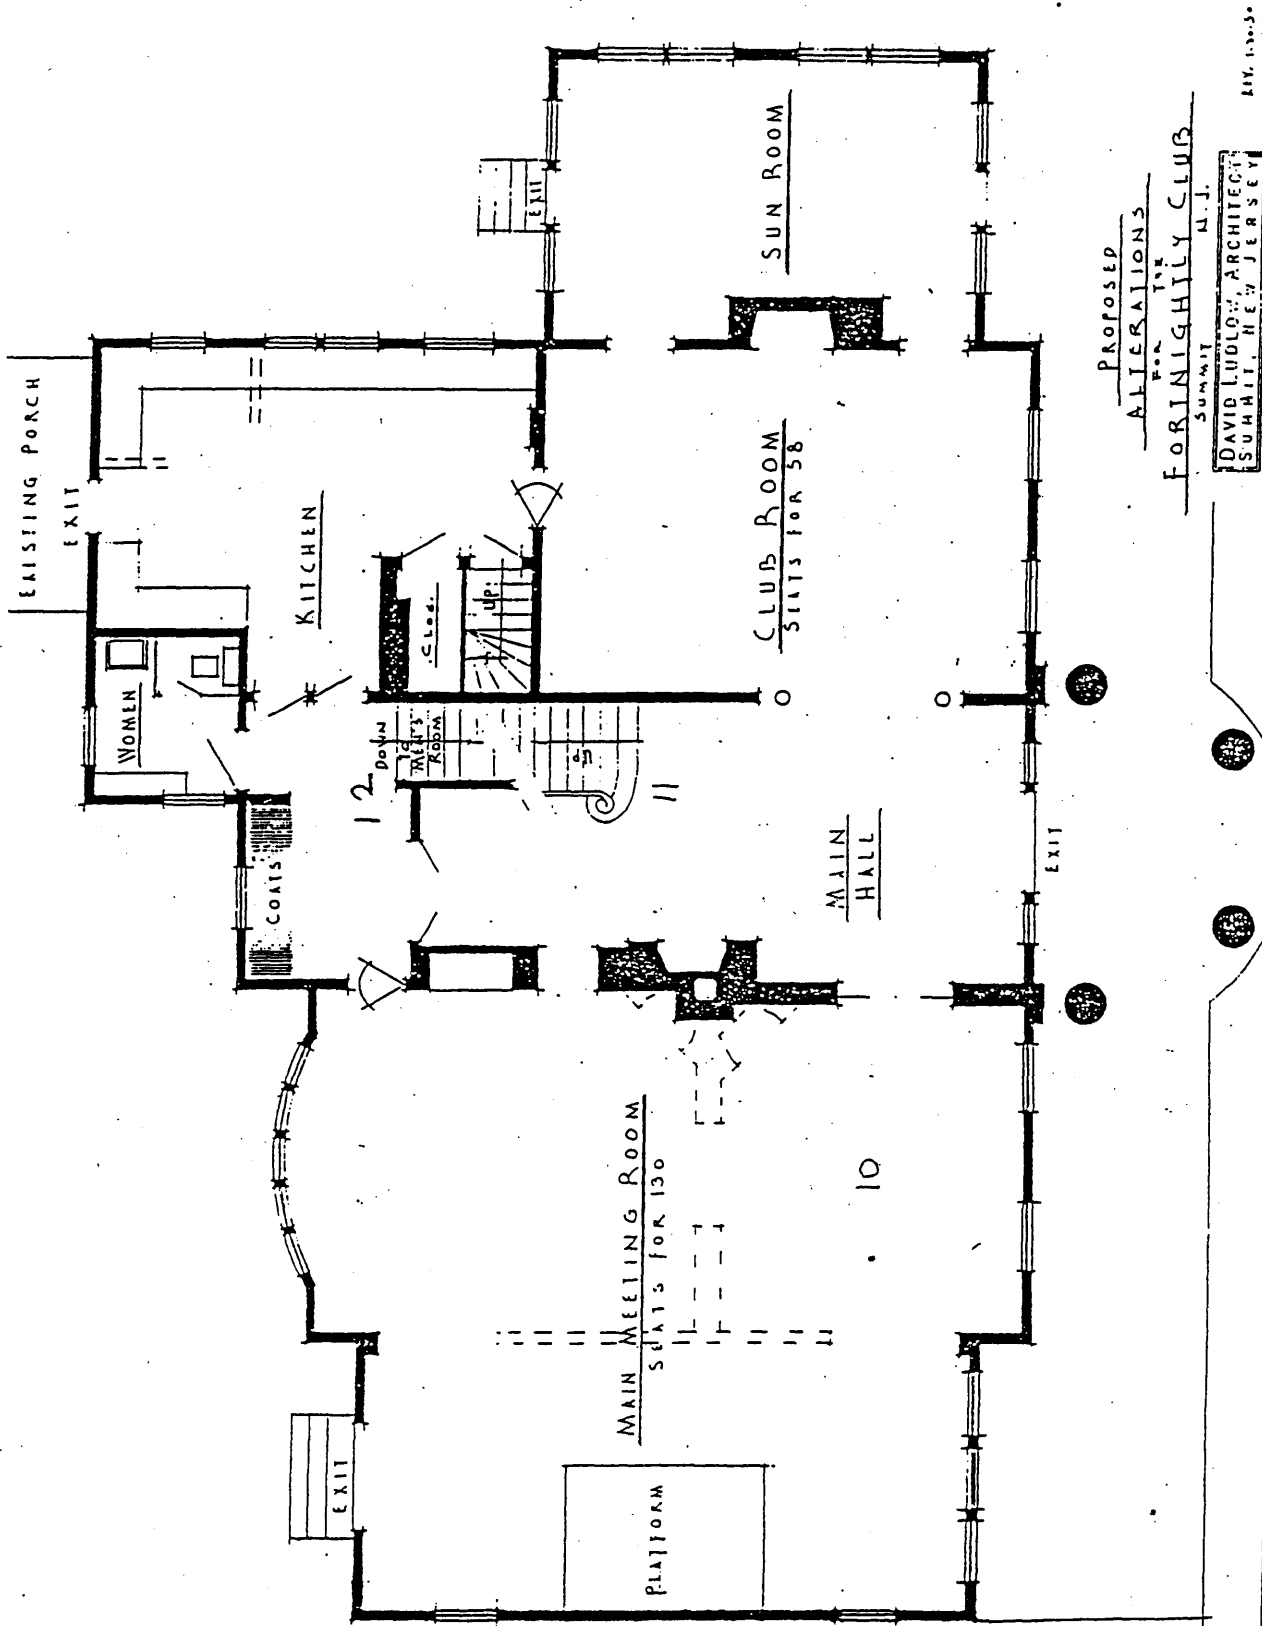 EXISTING PORCH
EXIT
KITCHEN
WOMEN
COATS
CLOS.
UP
DOWN
TO
MEN'S
ROOM
12
UP
11
EXIT
SUN ROOM
CLUB ROOM
SEATS FOR 58
MAIN
HALL
EXIT
MAIN MEETING ROOM
SEATS FOR 130
10
EXIT
PLATFORM
PROPOSED
ALTERATIONS
FOR THE
FORTNIGHTLY CLUB
SUMMIT N.J.
DAVID LUDLOW, ARCHITECT
SUMMIT, NEW JERSEY